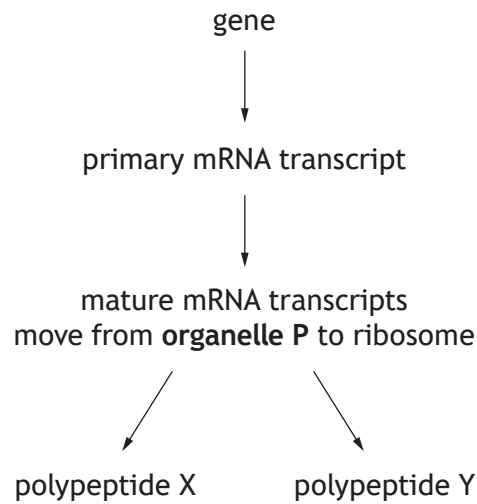 gene
primary mRNA transcript
mature mRNA transcripts
move from organelle P to ribosome
polypeptide X
polypeptide Y